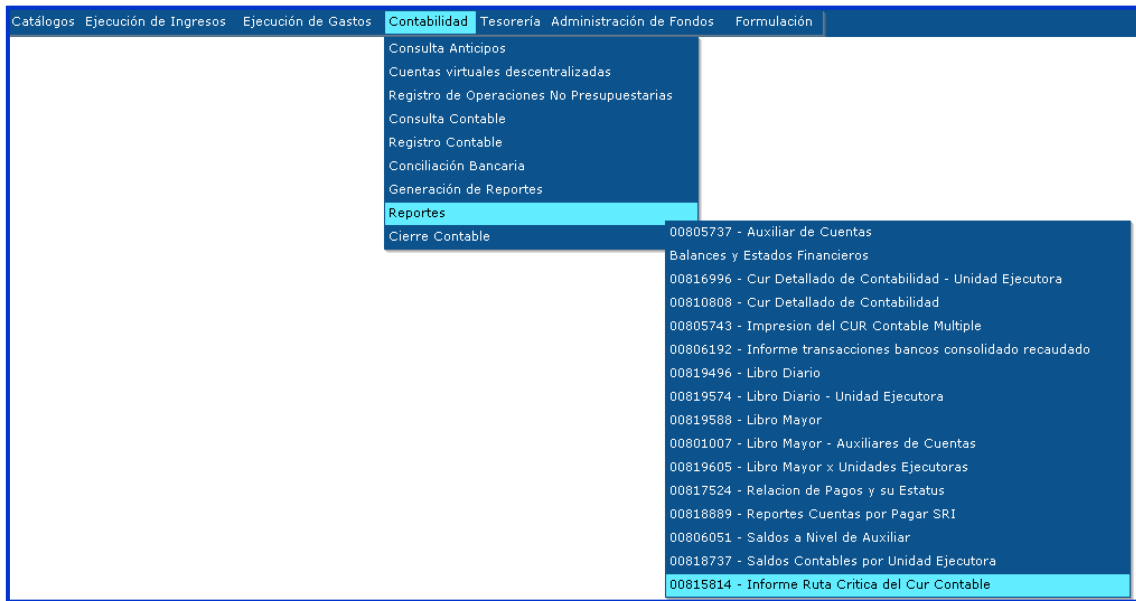 Catálogos Ejecución de Ingresos Ejecución de Gastos Contabilidad Tesorería Administración de Fondos Formulación
Consulta Anticipos
Cuentas virtuales descentralizadas
Registro de Operaciones No Presupuestarias
Consulta Contable
Registro Contable
Conciliación Bancaria
Generación de Reportes
Reportes
Cierre Contable
00805737 - Auxiliar de Cuentas
Balances y Estados Financieros
00816996 - Cur Detallado de Contabilidad - Unidad Ejecutora
00810808 - Cur Detallado de Contabilidad
00805743 - Impresion del CUR Contable Multiple
00806192 - Informe transacciones bancos consolidado recaudado
00819496 - Libro Diario
00819574 - Libro Diario - Unidad Ejecutora
00819588 - Libro Mayor
00801007 - Libro Mayor - Auxiliares de Cuentas
00819605 - Libro Mayor x Unidades Ejecutoras
00817524 - Relacion de Pagos y su Estatus
00818889 - Reportes Cuentas por Pagar SRI
00806051 - Saldos a Nivel de Auxiliar
00818737 - Saldos Contables por Unidad Ejecutora
00815814 - Informe Ruta Critica del Cur Contable